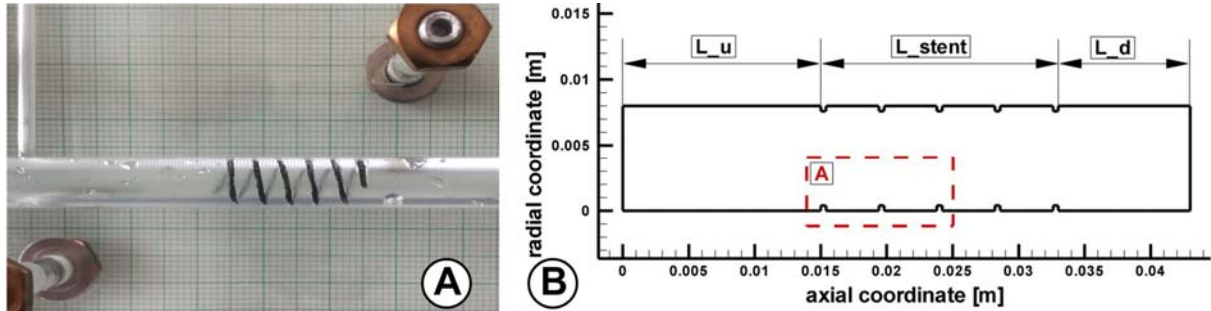 A
B
radial coordinate [m]
0.015
0.01
0.005
0
L_u
L_stent
L_d
A
0
0.005
0.01
0.015
0.02
0.025
0.03
0.035
0.04
axial coordinate [m]